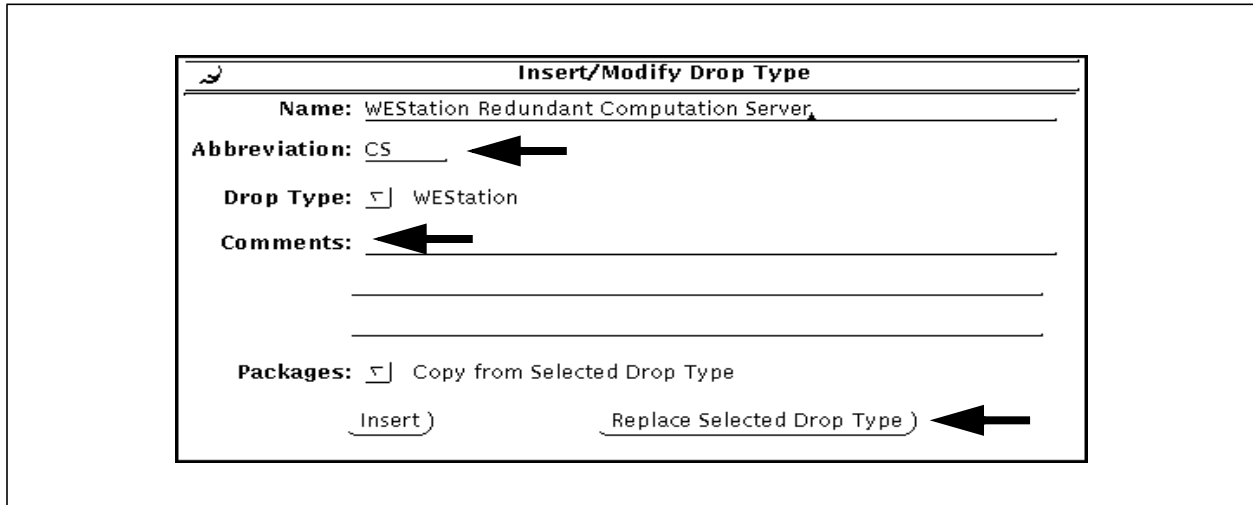 Insert/Modify Drop Type
Name: WEStation Redundant Computation Server
Abbreviation: CS
Drop Type: WEStation
Comments:
Packages: Copy from Selected Drop Type
Insert Replace Selected Drop Type